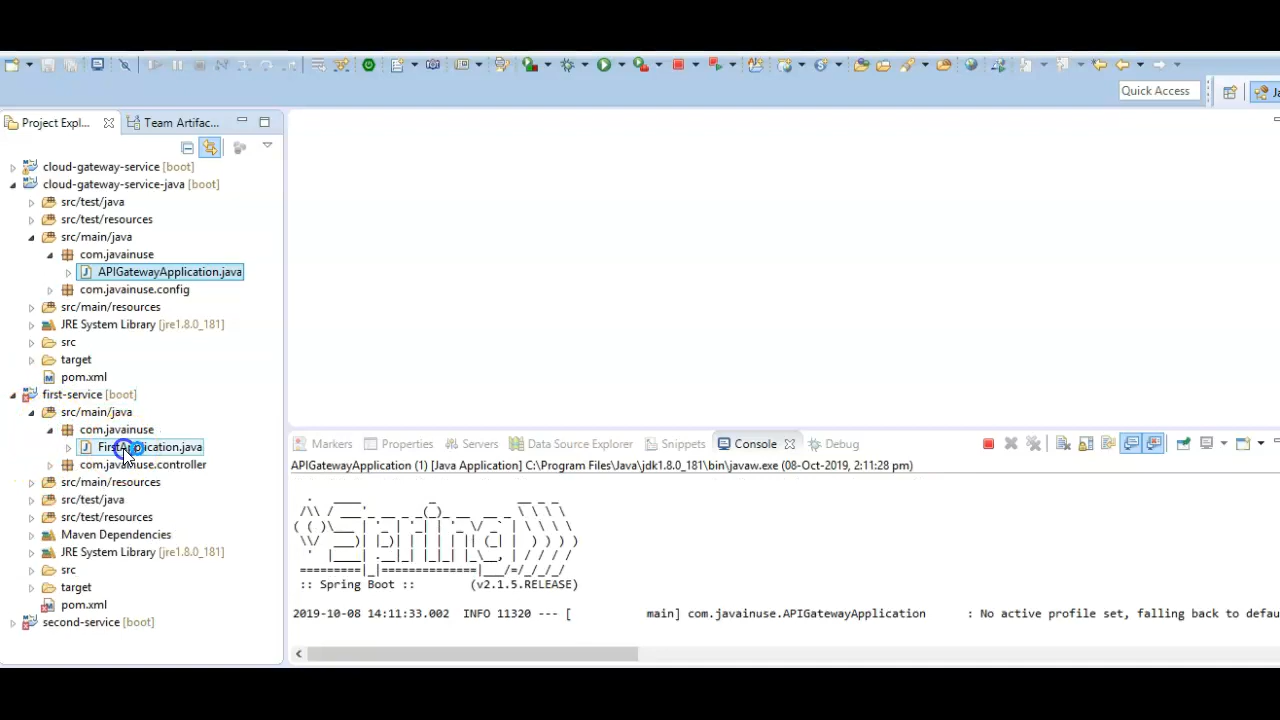 Quick Access
Ja
Project Expl...
Team Artifac...
cloud-gateway-service [boot]
cloud-gateway-service-java [boot]
src/test/java
src/test/resources
src/main/java
com.javainuse
APIGatewayApplication.java
com.javainuse.config
src/main/resources
JRE System Library [jre1.8.0_181]
src
target
pom.xml
first-service [boot]
src/main/java
com.javainuse
FirstApplication.java
com.javainuse.controller
src/main/resources
src/test/java
src/test/resources
Maven Dependencies
JRE System Library [jre1.8.0_181]
src
target
pom.xml
second-service [boot]
Markers
Properties
Servers
Data Source Explorer
Snippets
Console
Debug
APIGatewayApplication (1) [Java Application] C:\Program Files\Java\jdk1.8.0_181\bin\javaw.exe (08-Oct-2019, 2:11:28 pm)
Spring
:: Spring Boot :: (v2.1.5.RELEASE)
2019-10-08 14:11:33.002 INFO 11320 --- [ main] com.javainuse.APIGatewayApplication : No active profile set, falling back to defau